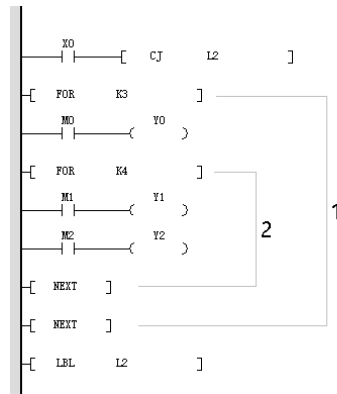 X0
CJ L2
FOR K3
M0 Y0
FOR K4
M1 Y1
M2 Y2
NEXT
NEXT
LBL L2
2
1